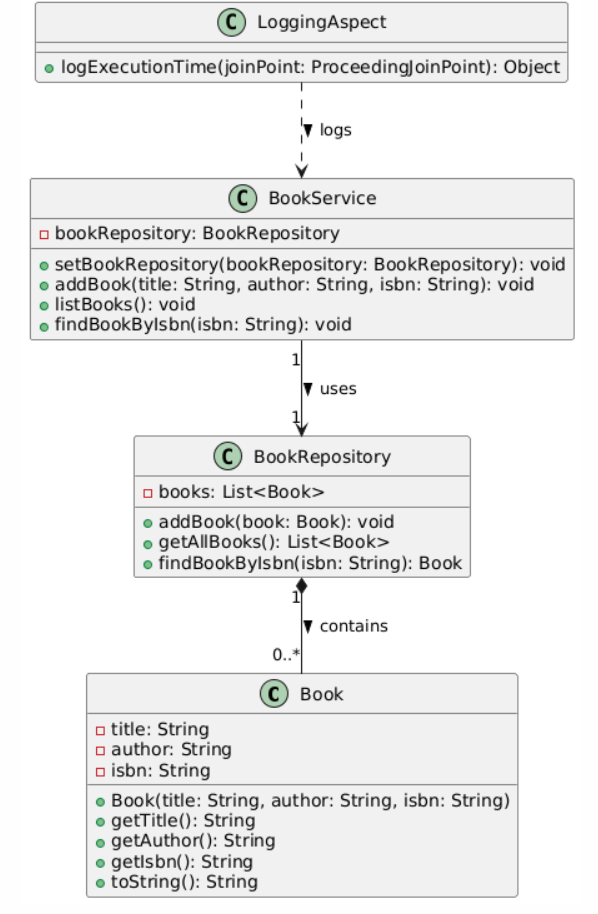 C LoggingAspect
logExecutionTime(joinPoint: ProceedingJoinPoint): Object
logs
C BookService
bookRepository: BookRepository
setBookRepository(bookRepository: BookRepository): void
addBook(title: String, author: String, isbn: String): void
listBooks(): void
findBookByIsbn(isbn: String): void
1
uses
1
C BookRepository
books: List<Book>
addBook(book: Book): void
getAllBooks(): List<Book>
findBookByIsbn(isbn: String): Book
1
contains
0..*
C Book
title: String
author: String
isbn: String
Book(title: String, author: String, isbn: String)
getTitle(): String
getAuthor(): String
getIsbn(): String
toString(): String